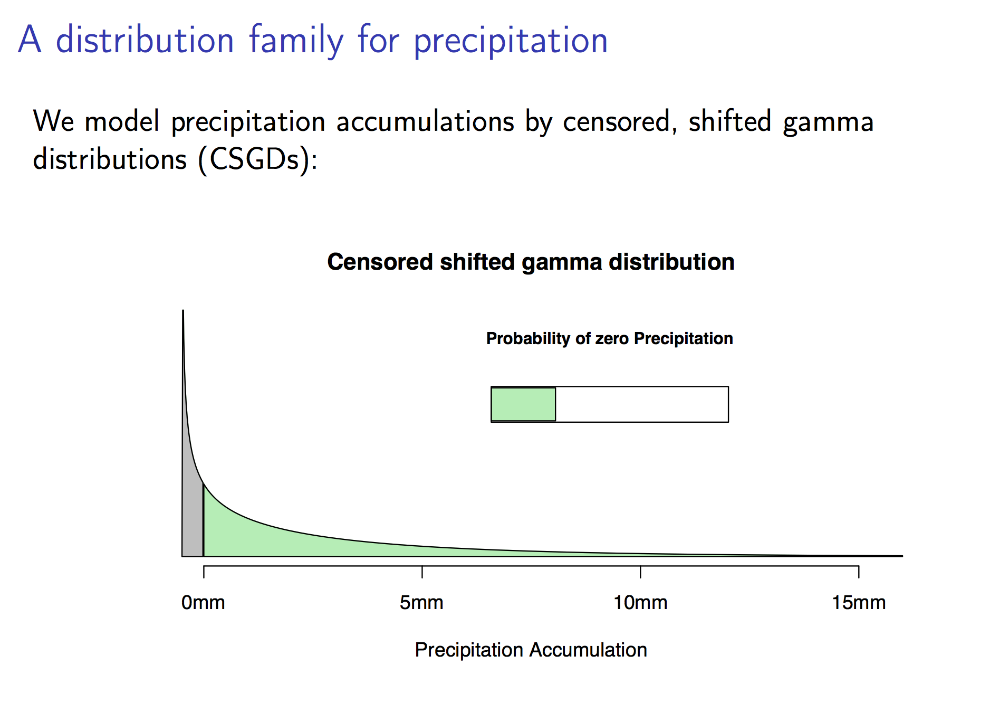 A distribution family for precipitation
We model precipitation accumulations by censored, shifted gamma
distributions (CSGDs):
Censored shifted gamma distribution
Probability of zero Precipitation
0mm 5mm 10mm 15mm
Precipitation Accumulation